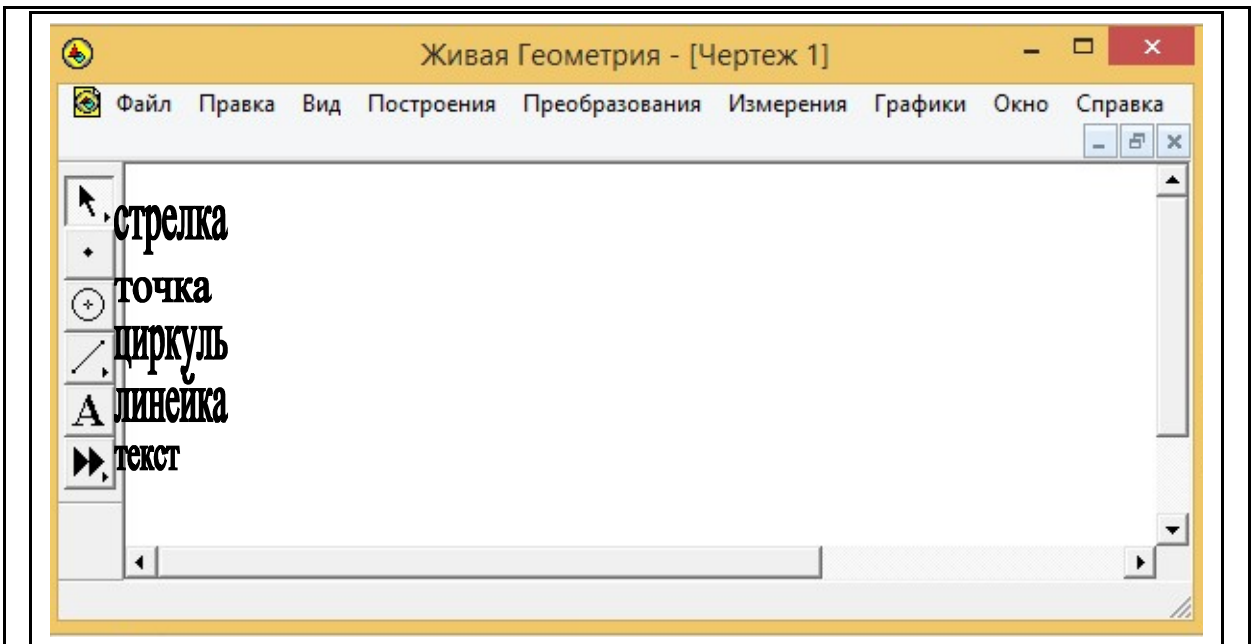 Живая Геометрия - [Чертеж 1]
Файл Правка Вид Построения Преобразования Измерения Графики Окно Справка
стрелка
точка
циркуль
линейка
A
текст